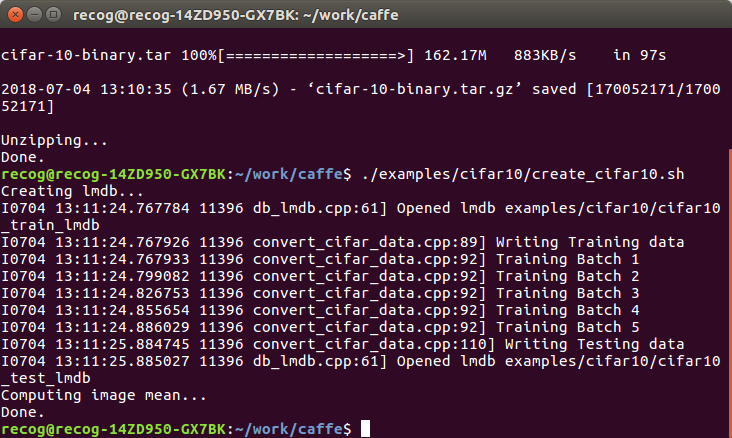 recog@recog-14ZD950-GX7BK: ~/work/caffe
cifar-10-binary.tar 100%[===================>] 162.17M   883KB/s    in 97s
2018-07-04 13:10:35 (1.67 MB/s) - ‘cifar-10-binary.tar.gz’ saved [170052171/1700
52171]
Unzipping...
Done.
recog@recog-14ZD950-GX7BK:~/work/caffe$ ./examples/cifar10/create_cifar10.sh
Creating lmdb...
I0704 13:11:24.767784 11396 db_lmdb.cpp:61] Opened lmdb examples/cifar10/cifar10
_train_lmdb
I0704 13:11:24.767926 11396 convert_cifar_data.cpp:89] Writing Training data
I0704 13:11:24.767933 11396 convert_cifar_data.cpp:92] Training Batch 1
I0704 13:11:24.799082 11396 convert_cifar_data.cpp:92] Training Batch 2
I0704 13:11:24.826753 11396 convert_cifar_data.cpp:92] Training Batch 3
I0704 13:11:24.855654 11396 convert_cifar_data.cpp:92] Training Batch 4
I0704 13:11:24.886029 11396 convert_cifar_data.cpp:92] Training Batch 5
I0704 13:11:25.884745 11396 convert_cifar_data.cpp:110] Writing Testing data
I0704 13:11:25.885027 11396 db_lmdb.cpp:61] Opened lmdb examples/cifar10/cifar10
_test_lmdb
Computing image mean...
Done.
recog@recog-14ZD950-GX7BK:~/work/caffe$